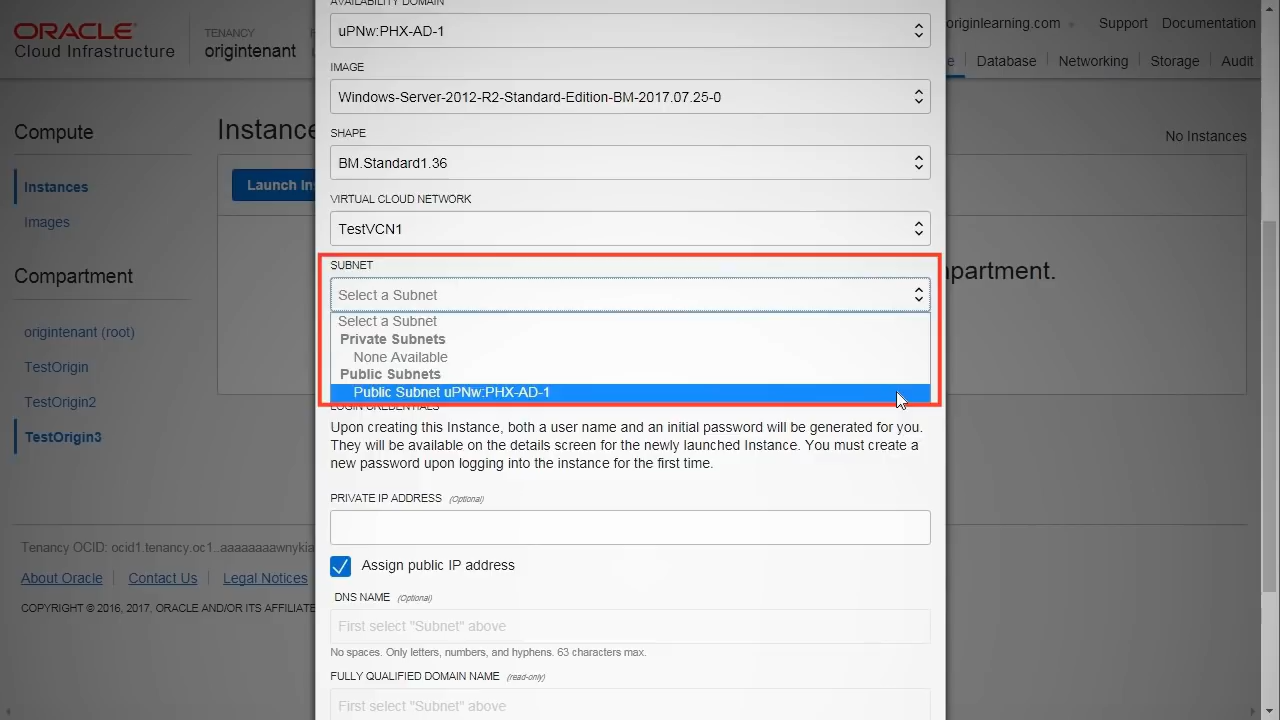 ORACLE
Cloud Infrastructure
TENANCY
origintenant
originlearning.com
Support
Documentation
Database
Networking
Storage
Audit
Compute
Instances
Images
Compartment
origintenant (root)
TestOrigin
TestOrigin2
TestOrigin3
Instance
No Instances
Launch In
partment.
AVAILABILITY DOMAIN
uPNw:PHX-AD-1
IMAGE
Windows-Server-2012-R2-Standard-Edition-BM-2017.07.25-0
SHAPE
BM.Standard1.36
VIRTUAL CLOUD NETWORK
TestVCN1
SUBNET
Select a Subnet
Select a Subnet
Private Subnets
None Available
Public Subnets
Public Subnet uPNw:PHX-AD-1
LOGIN CREDENTIALS
Upon creating this Instance, both a user name and an initial password will be generated for you.
They will be available on the details screen for the newly launched Instance. You must create a
new password upon logging into the instance for the first time.
PRIVATE IP ADDRESS (Optional)
Assign public IP address
DNS NAME (Optional)
First select "Subnet" above
No spaces. Only letters, numbers, and hyphens. 63 characters max.
FULLY QUALIFIED DOMAIN NAME (read-only)
First select "Subnet" above
Tenancy OCID: ocid1.tenancy.oc1..aaaaaaaawnykia
About Oracle
Contact Us
Legal Notices
COPYRIGHT © 2016, 2017, ORACLE AND/OR ITS AFFILIATE